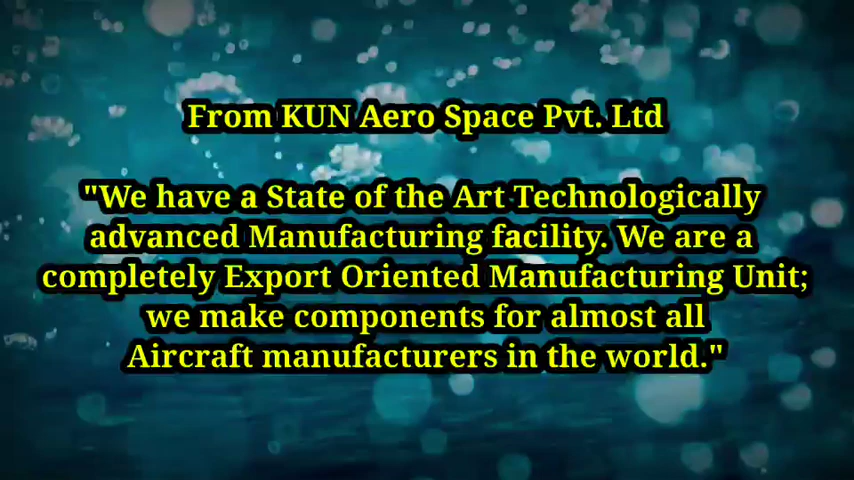 From KUN Aero Space Pvt. Ltd
"We have a State of the Art Technologically
advanced Manufacturing facility. We are a
completely Export Oriented Manufacturing Unit;
we make components for almost all
Aircraft manufacturers in the world."